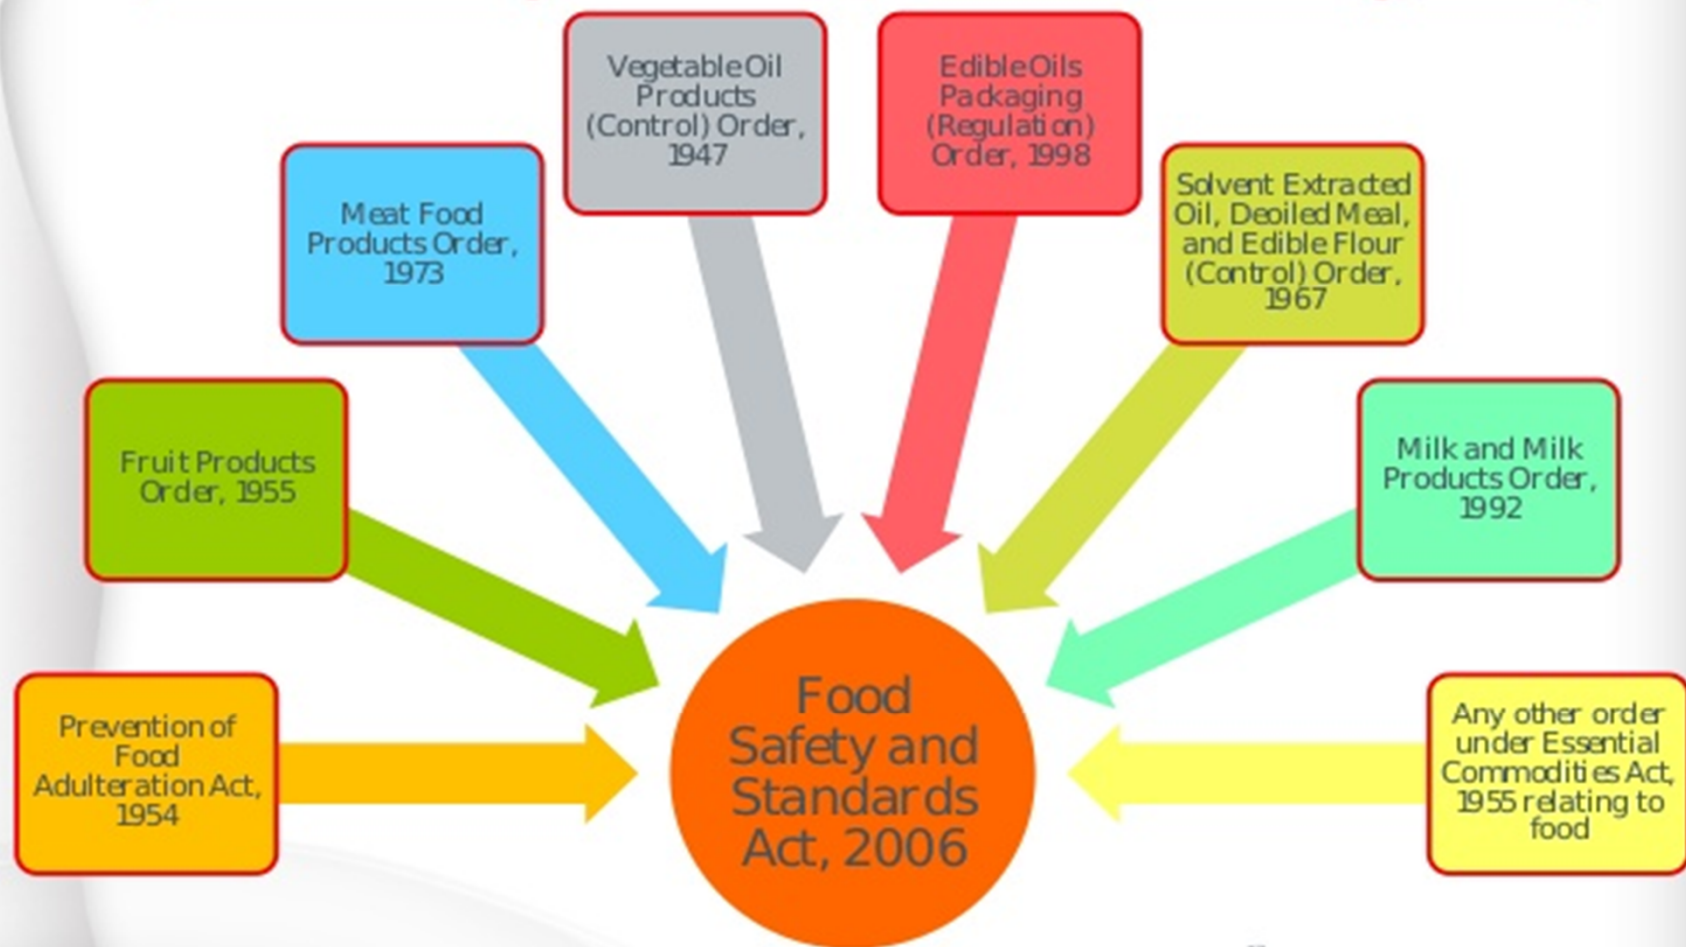 Vegetable Oil
Products
(Control) Order,
1947
Edible Oils
Packaging
(Regulation)
Order, 1998
Meat Food
Products Order,
1973
Solvent Extracted
Oil, Deoiled Meal,
and Edible Flour
(Control) Order,
1967
Fruit Products
Order, 1955
Milk and Milk
Products Order,
1992
Prevention of
Food
Adulteration Act,
1954
Food
Safety and
Standards
Act, 2006
Any other order
under Essential
Commodities Act,
1955 relating to
food